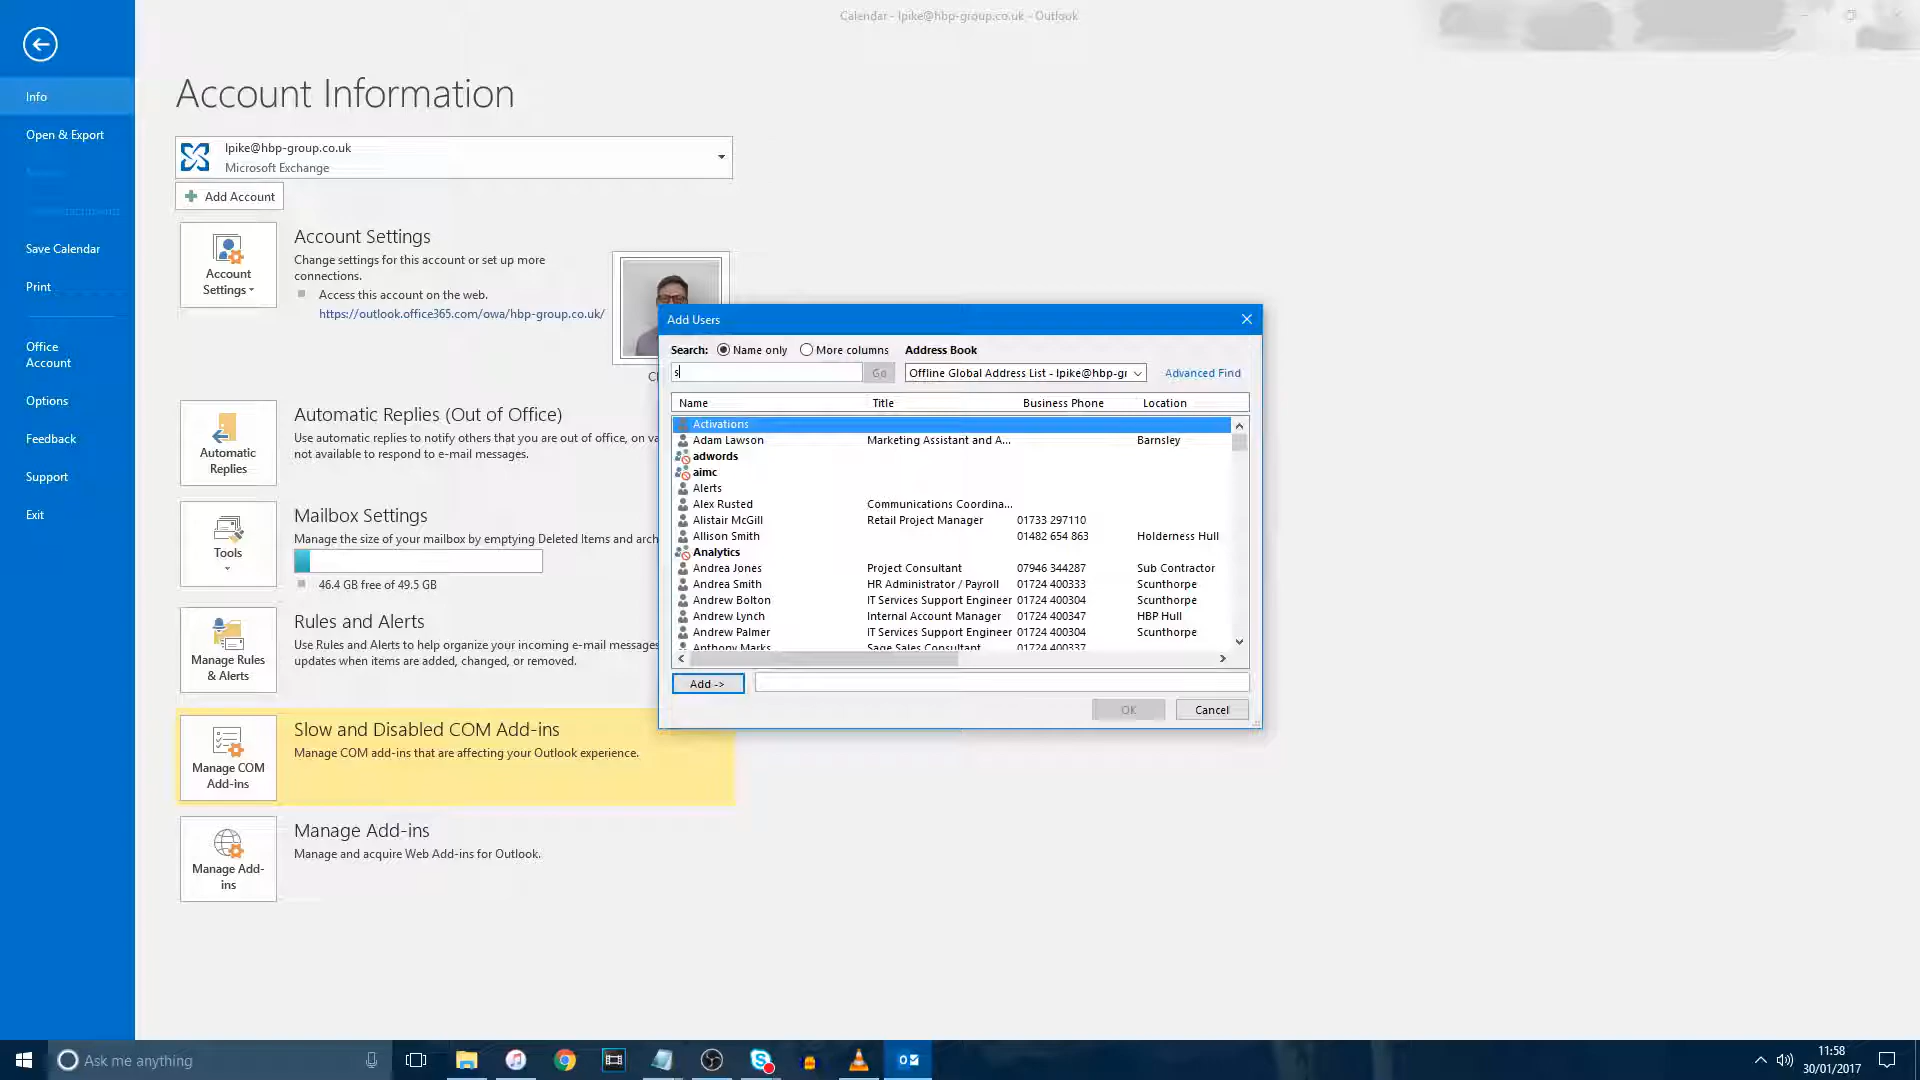 Calendar - lpike@hbp-group.co.uk - Outlook
Info
Open & Export
Save Calendar
Print
Office
Account
Options
Feedback
Support
Exit
Account Information
lpike@hbp-group.co.uk
Microsoft Exchange
Add Account
Account
Settings
Account Settings
Change settings for this account or set up more
connections.
Access this account on the web.
https://outlook.office365.com/owa/hbp-group.co.uk/
Automatic
Replies
Automatic Replies (Out of Office)
Use automatic replies to notify others that you are out of office, on va
not available to respond to e-mail messages.
Tools
Mailbox Settings
Manage the size of your mailbox by emptying Deleted Items and arch
46.4 GB free of 49.5 GB
Manage Rules
& Alerts
Rules and Alerts
Use Rules and Alerts to help organize your incoming e-mail messages
updates when items are added, changed, or removed.
Manage COM
Add-ins
Slow and Disabled COM Add-ins
Manage COM add-ins that are affecting your Outlook experience.
Manage Add-
ins
Manage Add-ins
Manage and acquire Web Add-ins for Outlook.
Add Users
Search: Name only More columns Address Book
s Go Offline Global Address List - lpike@hbp-gr Advanced Find
Name Title Business Phone Location
Activations
Adam Lawson Marketing Assistant and A... Barnsley
adwords
aimc
Alerts
Alex Rusted Communications Coordina...
Alistair McGill Retail Project Manager 01733 297110
Allison Smith 01482 654 863 Holderness Hull
Analytics
Andrea Jones Project Consultant 07946 344287 Sub Contractor
Andrea Smith HR Administrator / Payroll 01724 400333 Scunthorpe
Andrew Bolton IT Services Support Engineer 01724 400304 Scunthorpe
Andrew Lynch Internal Account Manager 01724 400347 HBP Hull
Andrew Palmer IT Services Support Engineer 01724 400304 Scunthorpe
Anthony Marks Sage Sales Consultant 01724 400337
Add ->
OK Cancel
Ask me anything
11:58
30/01/2017